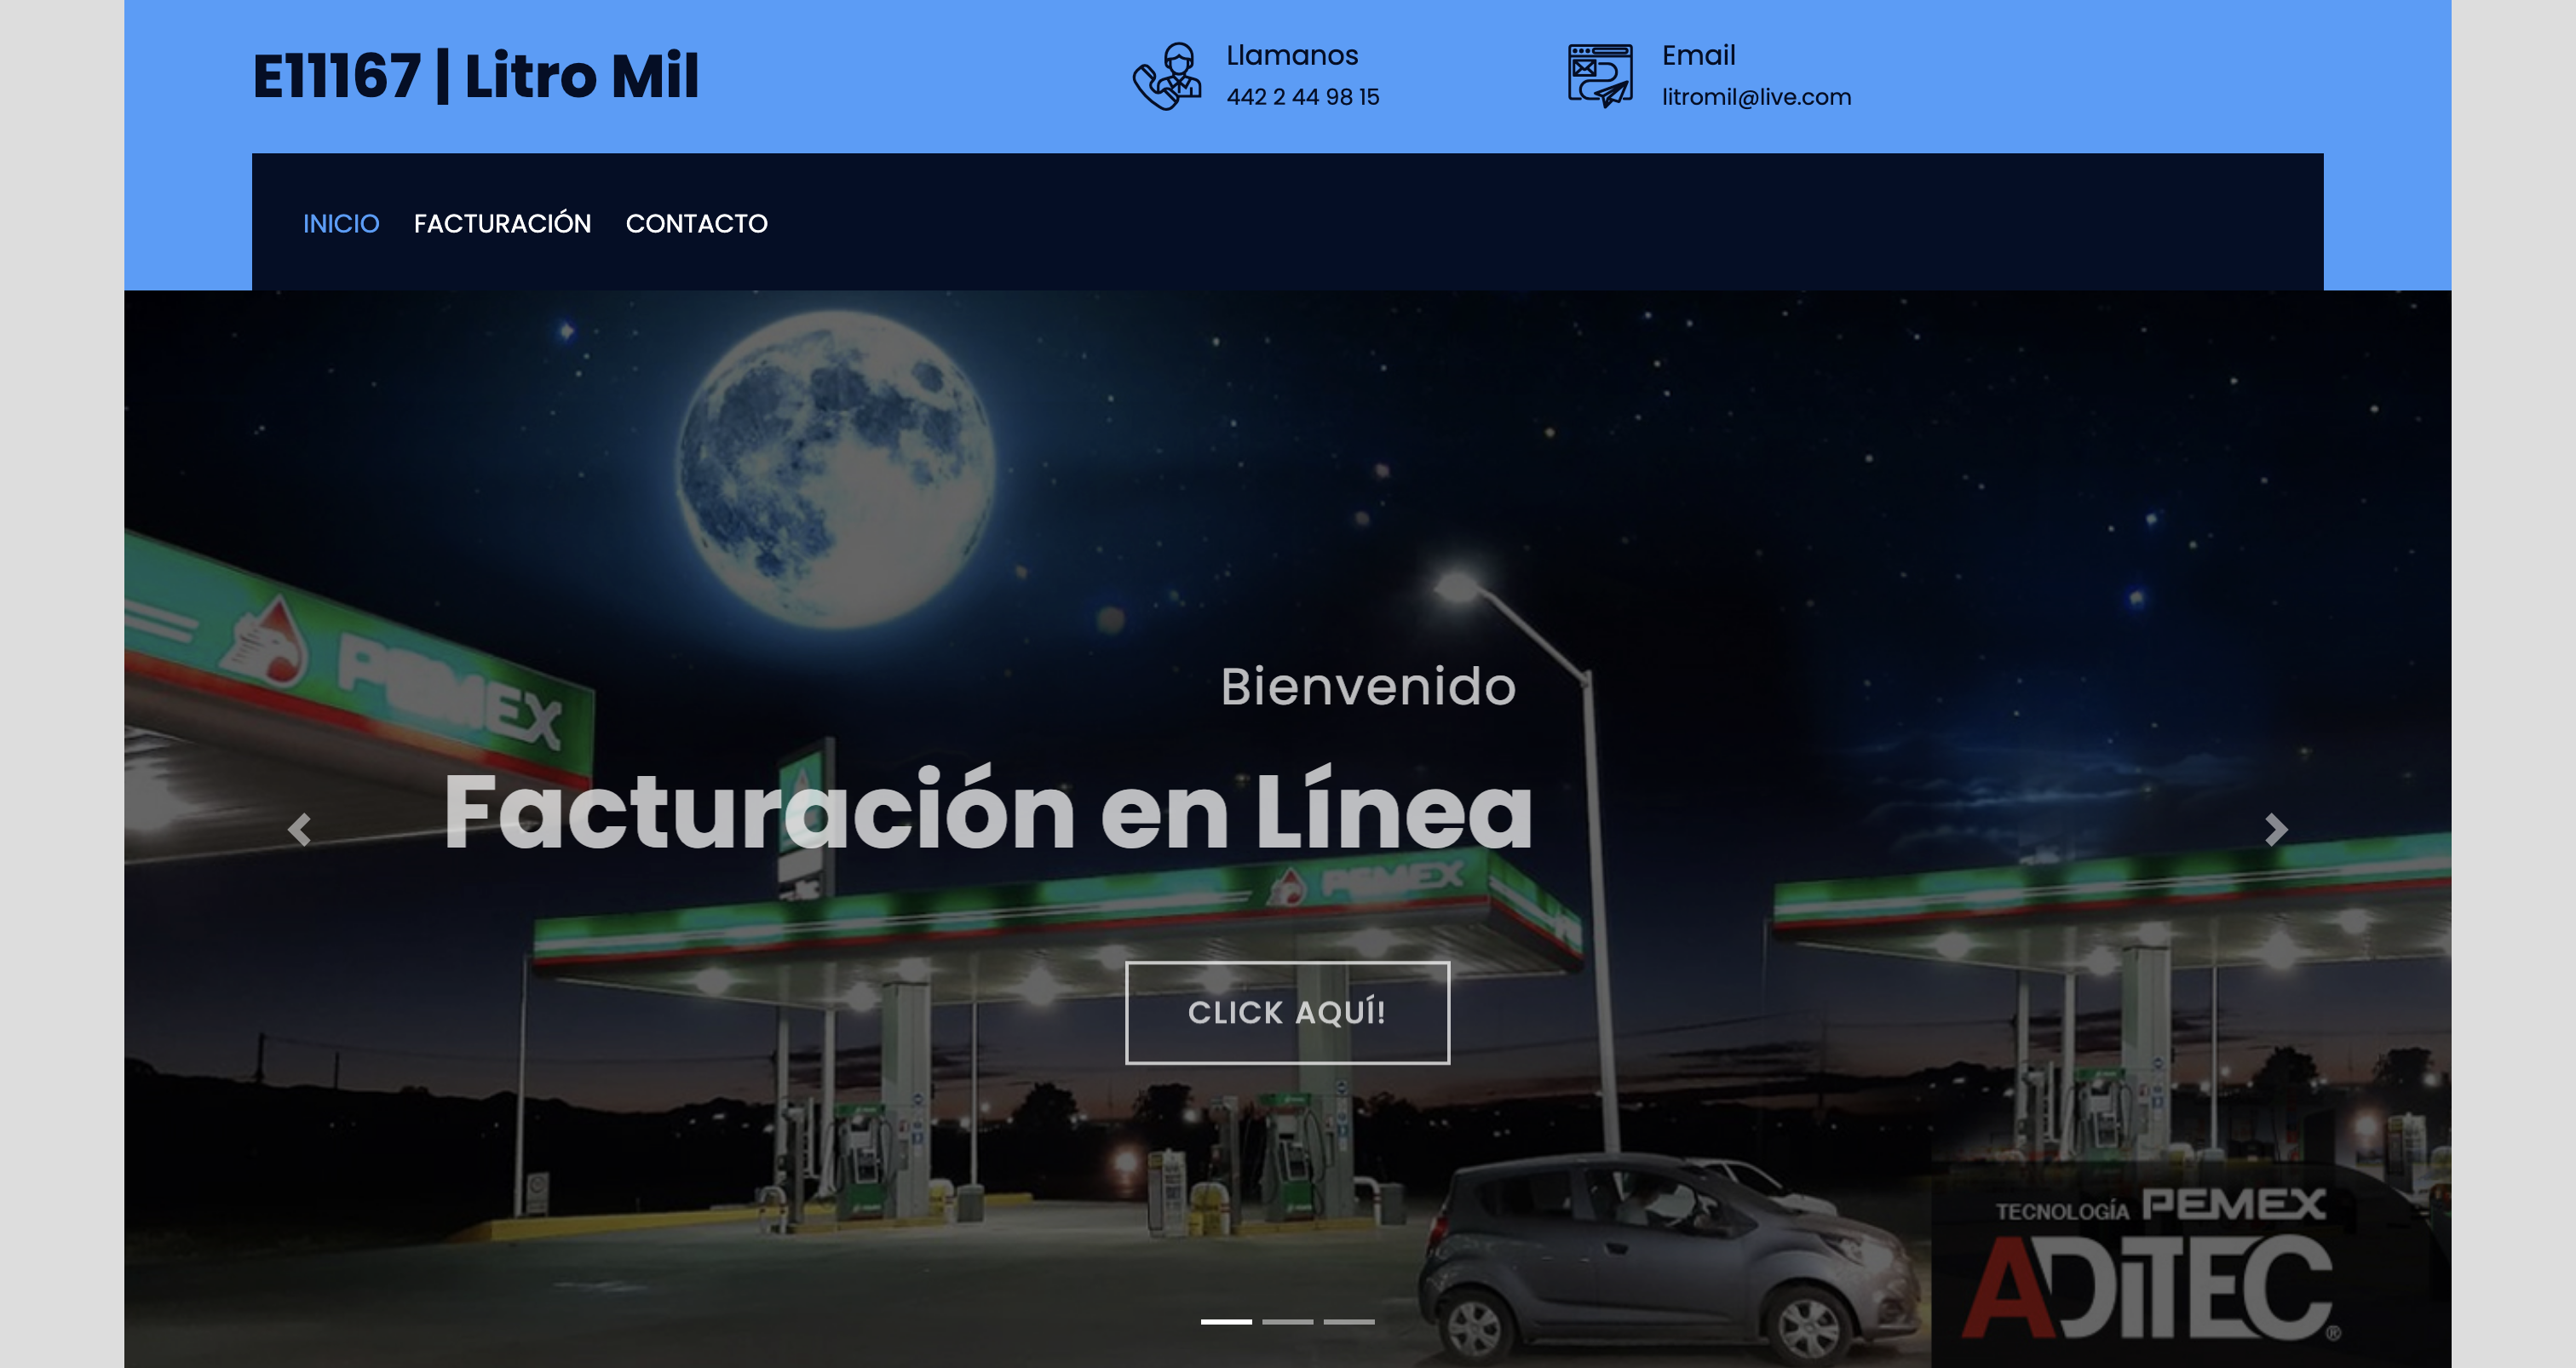 E11167 | Litro Mil
Llamanos
442 2 44 98 15
Email
litromil@live.com
INICIO FACTURACIÓN CONTACTO
PEMEX
Bienvenido
Facturación en Línea
PEMEX
CLICK AQUÍ!
TECNOLOGÍA PEMEX
ADiTEC®